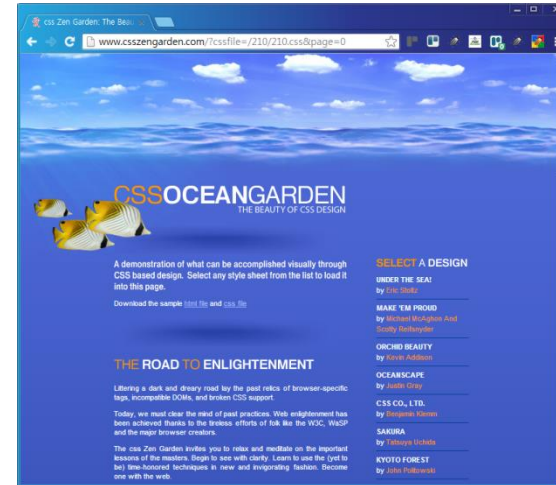 css Zen Garden: The Beau
www.csszengarden.com/?cssfile=/210/210.css&page=0
CSSOCEANGARDEN
THE BEAUTY OF CSS DESIGN
A demonstration of what can be accomplished visually through
CSS based design. Select any style sheet from the list to load it
into this page.
Download the sample html file and css file
THE ROAD TO ENLIGHTENMENT
Littering a dark and dreary road lay the past relics of browser-specific
tags, incompatible DOMs, and broken CSS support.
Today, we must clear the mind of past practices. Web enlightenment has
been achieved thanks to the tireless efforts of folk like the W3C, WaSP
and the major browser creators.
The css Zen Garden invites you to relax and meditate on the important
lessons of the masters. Begin to see with clarity. Learn to use the (yet to
be) time-honored techniques in new and invigorating fashion. Become
one with the web.
SELECT A DESIGN
UNDER THE SEA!
by Eric Stoltz
MAKE 'EM PROUD
by Michael McAghon And
Scotty Reifsnyder
ORCHID BEAUTY
by Kevin Addison
OCEANSCAPE
by Justin Gray
CSS CO., LTD.
by Benjamin Klemm
SAKURA
by Tatsuya Uchida
KYOTO FOREST
by John Politowski